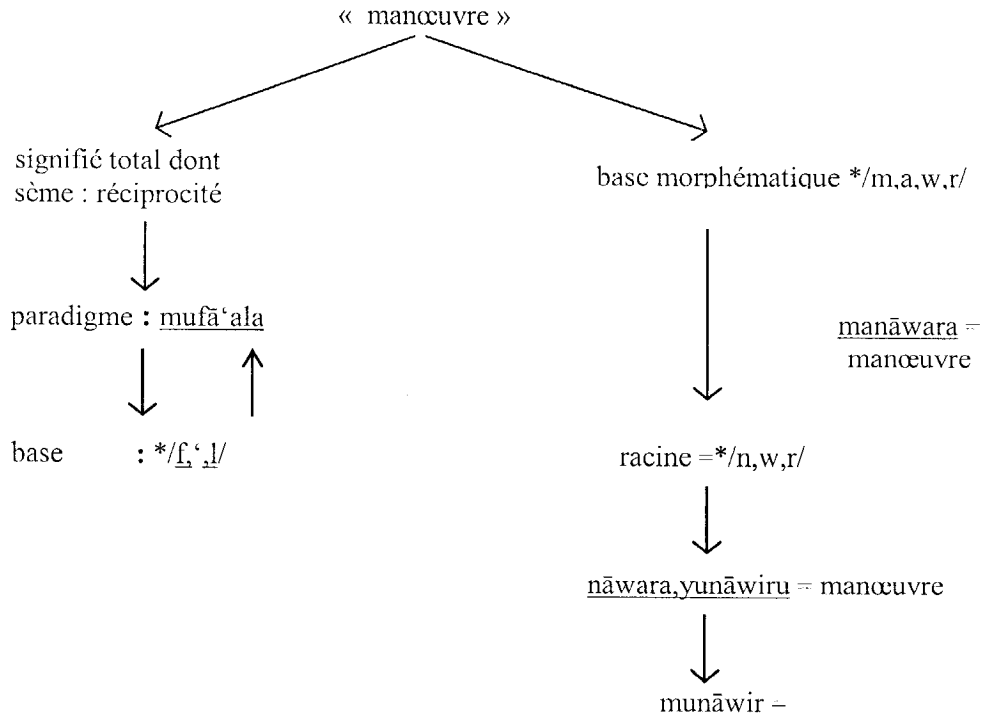 « manœuvre »
signifié total dont
sème : réciprocité
base morphématique */m,a,w,r/
paradigme : mufā‘ala
manāwara =
manœuvre
base : */f,‘,l/
racine =*/n,w,r/
nāwara,yunāwiru = manœuvre
munāwir –